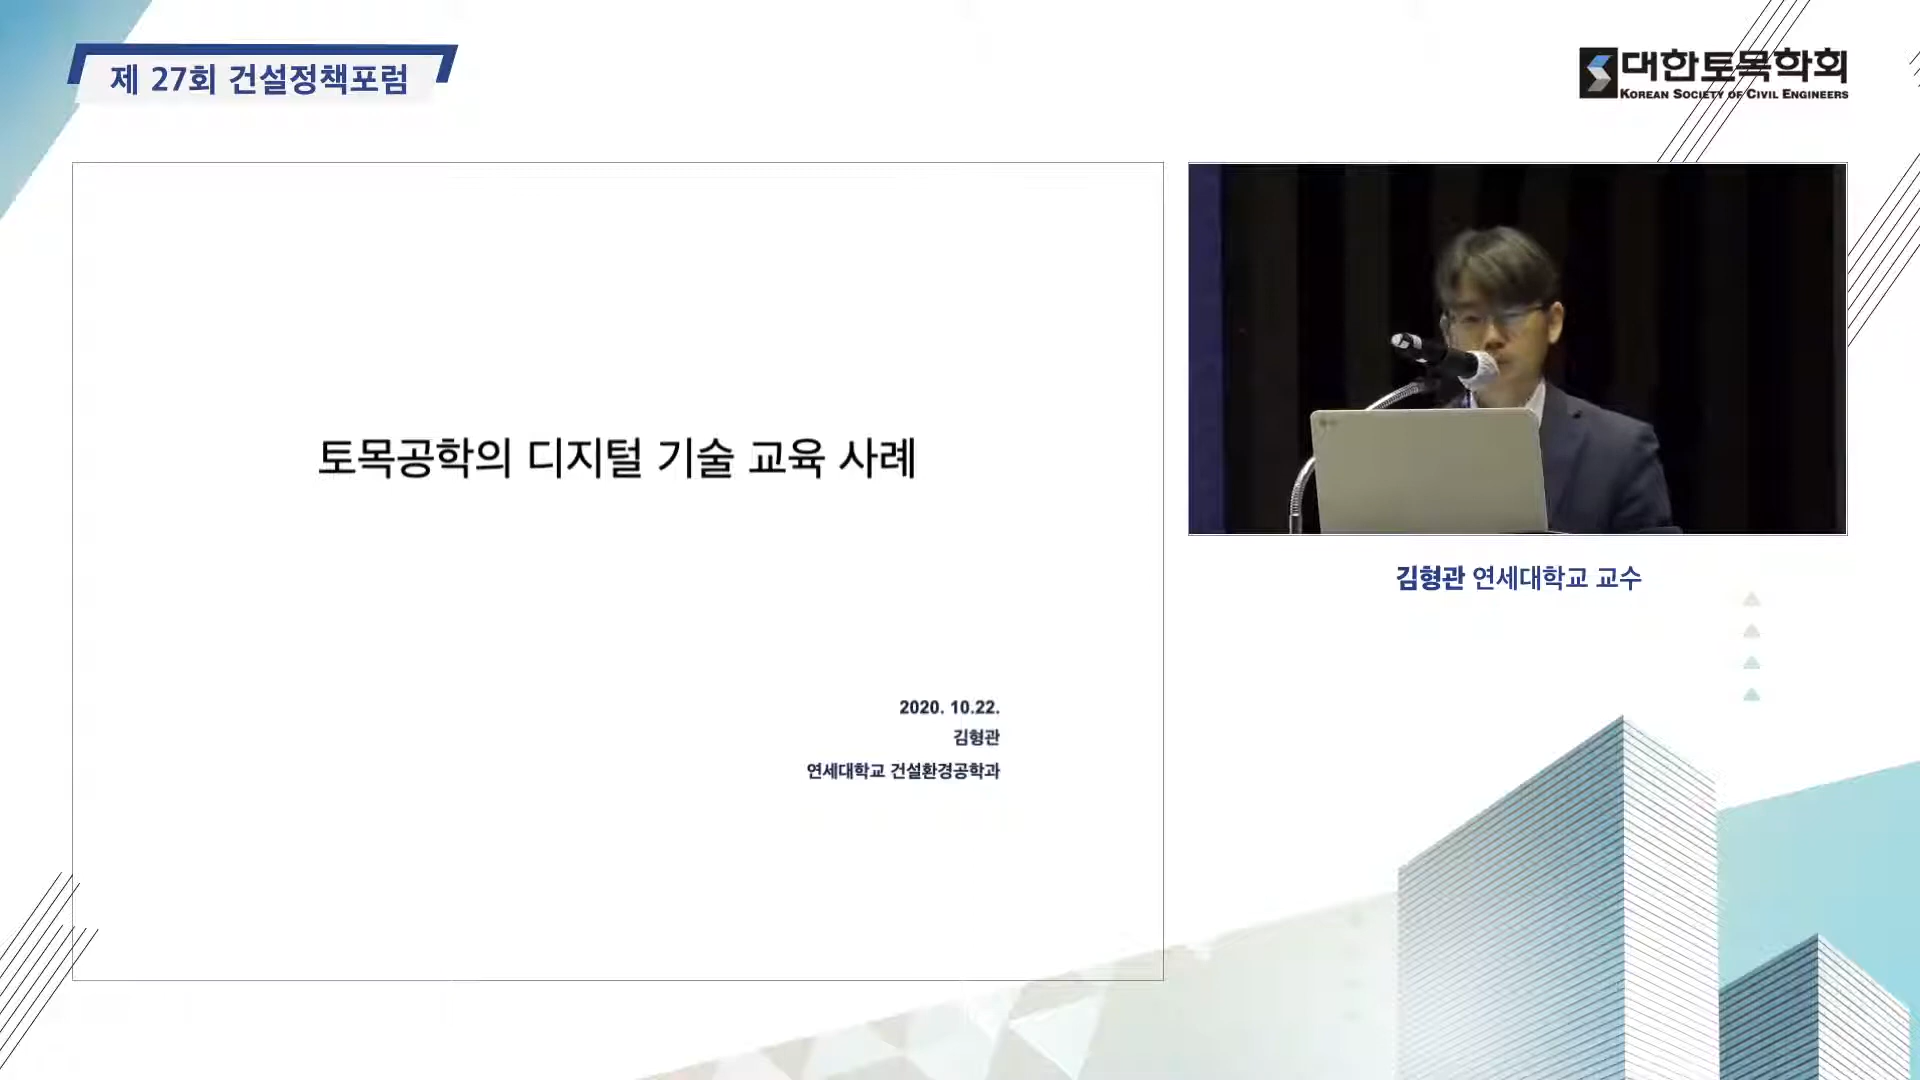 제 27회 건설정책포럼
대한토목학회
KOREAN SOCIETY OF CIVIL ENGINEERS
토목공학의 디지털 기술 교육 사례
2020. 10.22.
김형관
연세대학교 건설환경공학과
김형관 연세대학교 교수